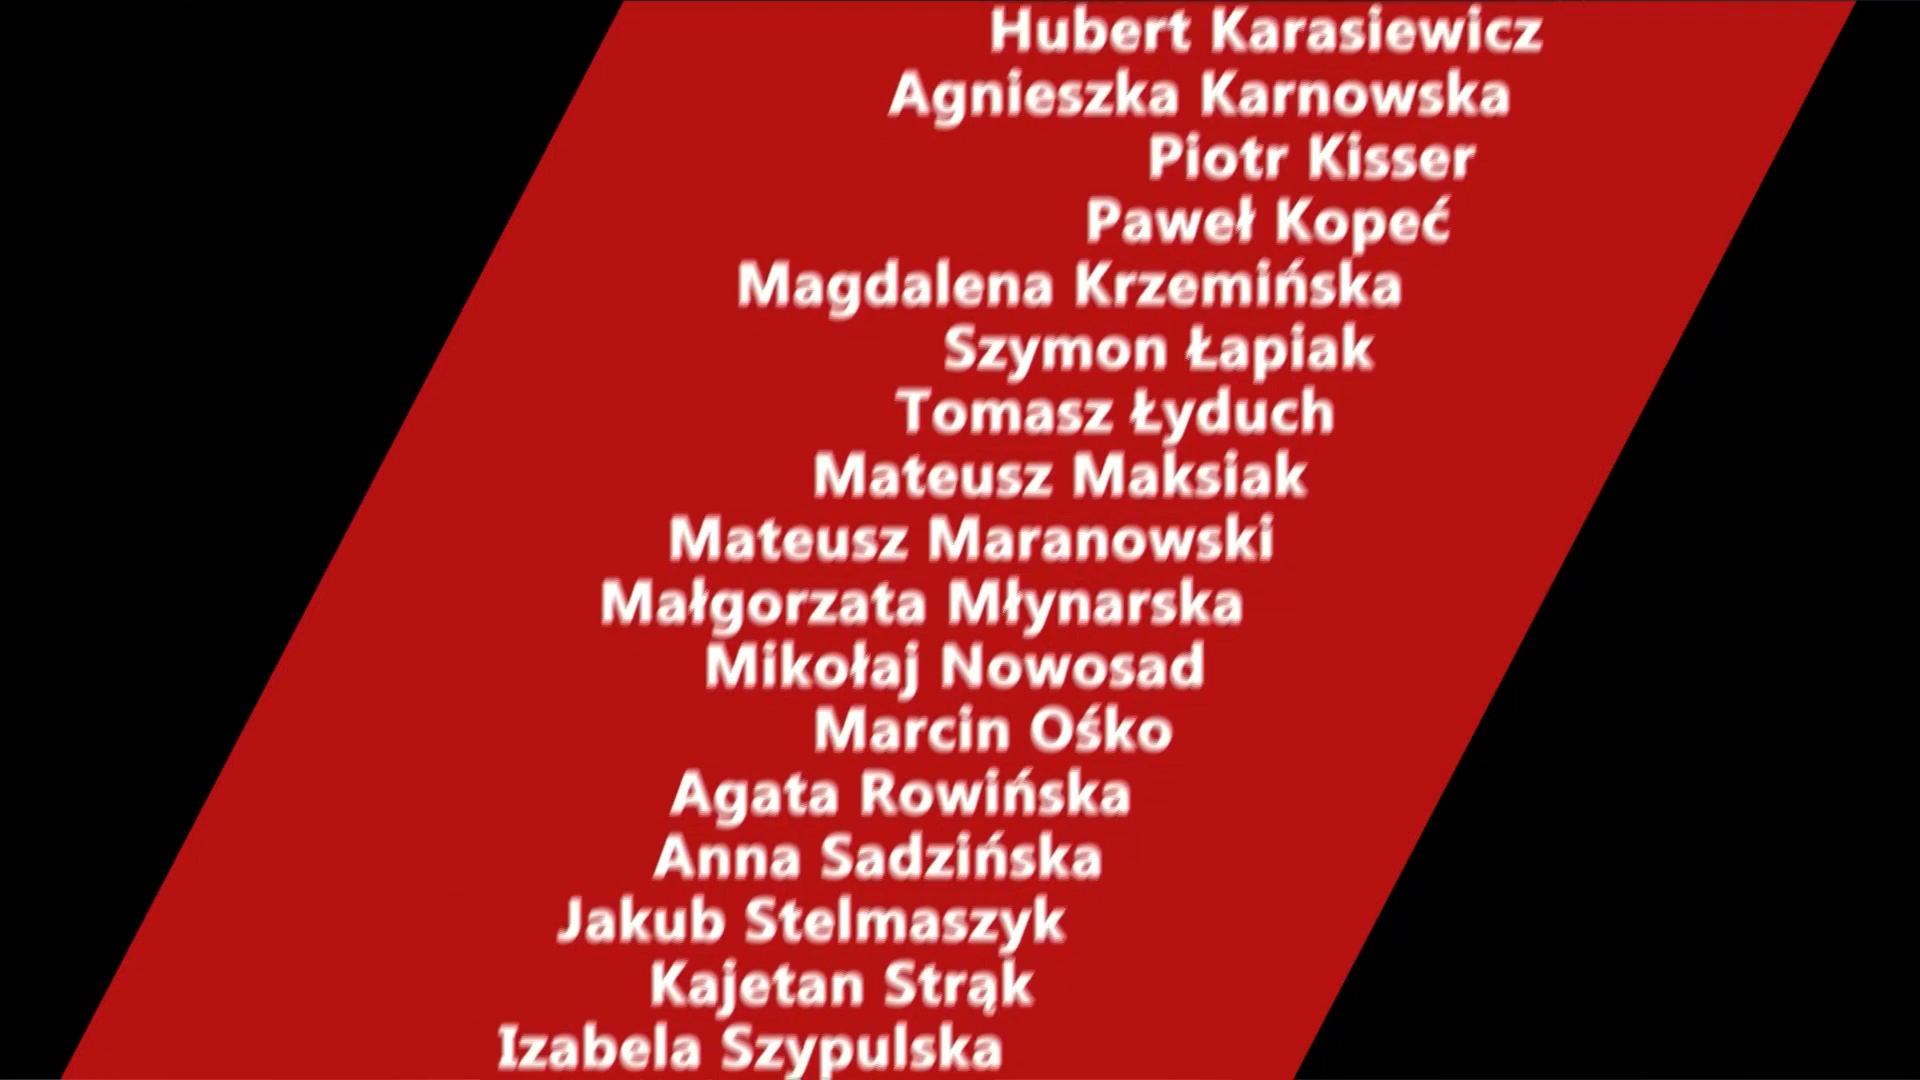 Hubert Karasiewicz
Agnieszka Karnowska
Piotr Kisser
Paweł Kopeć
Magdalena Krzemińska
Szymon Łapiak
Tomasz Łyduch
Mateusz Maksiak
Mateusz Maranowski
Małgorzata Młynarska
Mikołaj Nowosad
Marcin Ośko
Agata Rowińska
Anna Sadzińska
Jakub Stelmaszyk
Kajetan Strąk
Izabela Szypulska